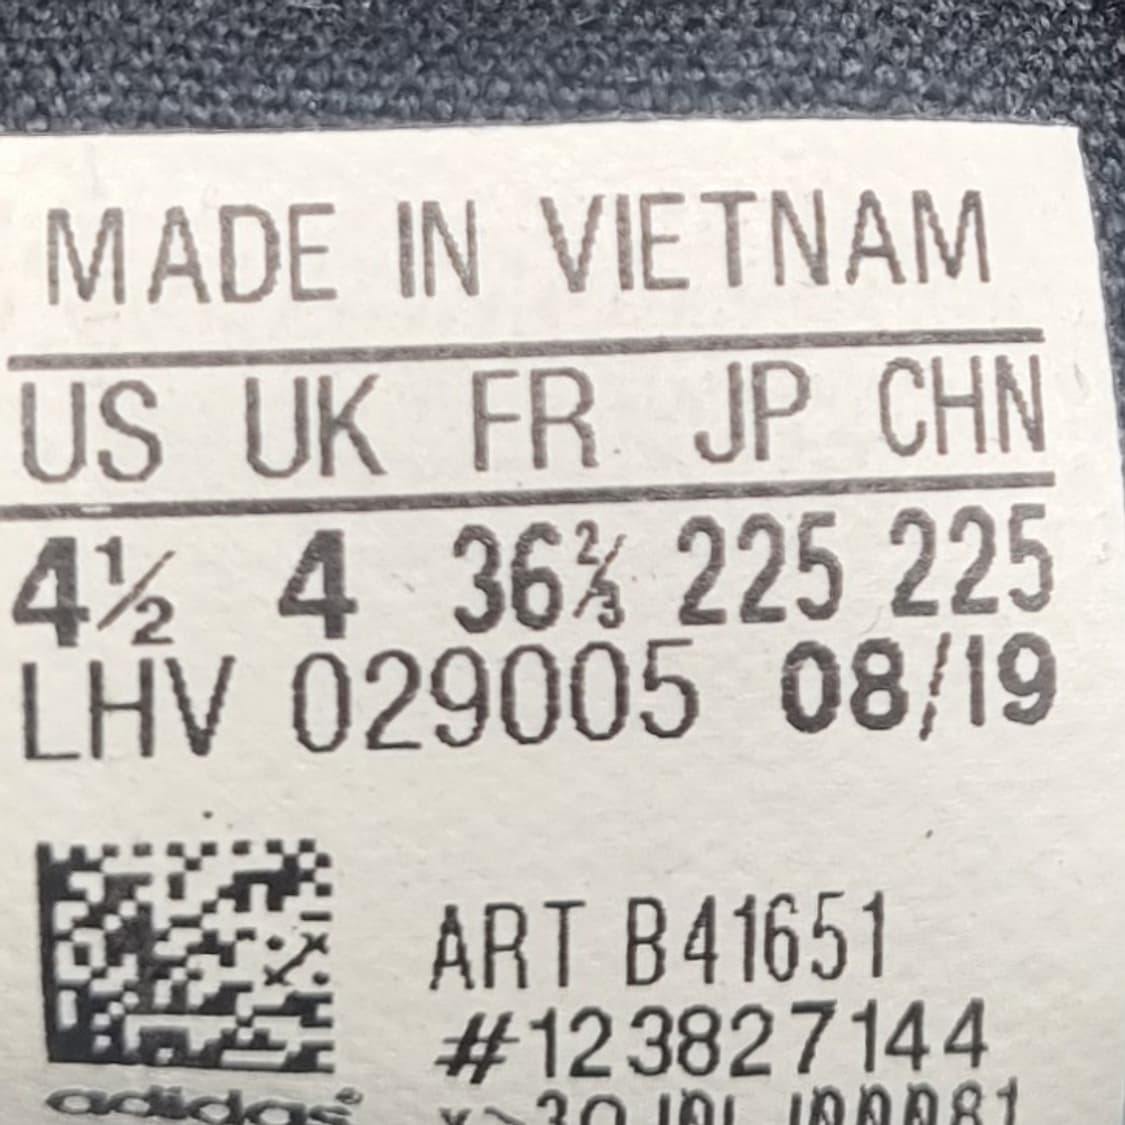 MADE IN VIETNAM
US UK FR JP CHN
4½ 4 36⅔ 225 225
LHV 029005 08/19
ART B41651
#123827144
adidas®